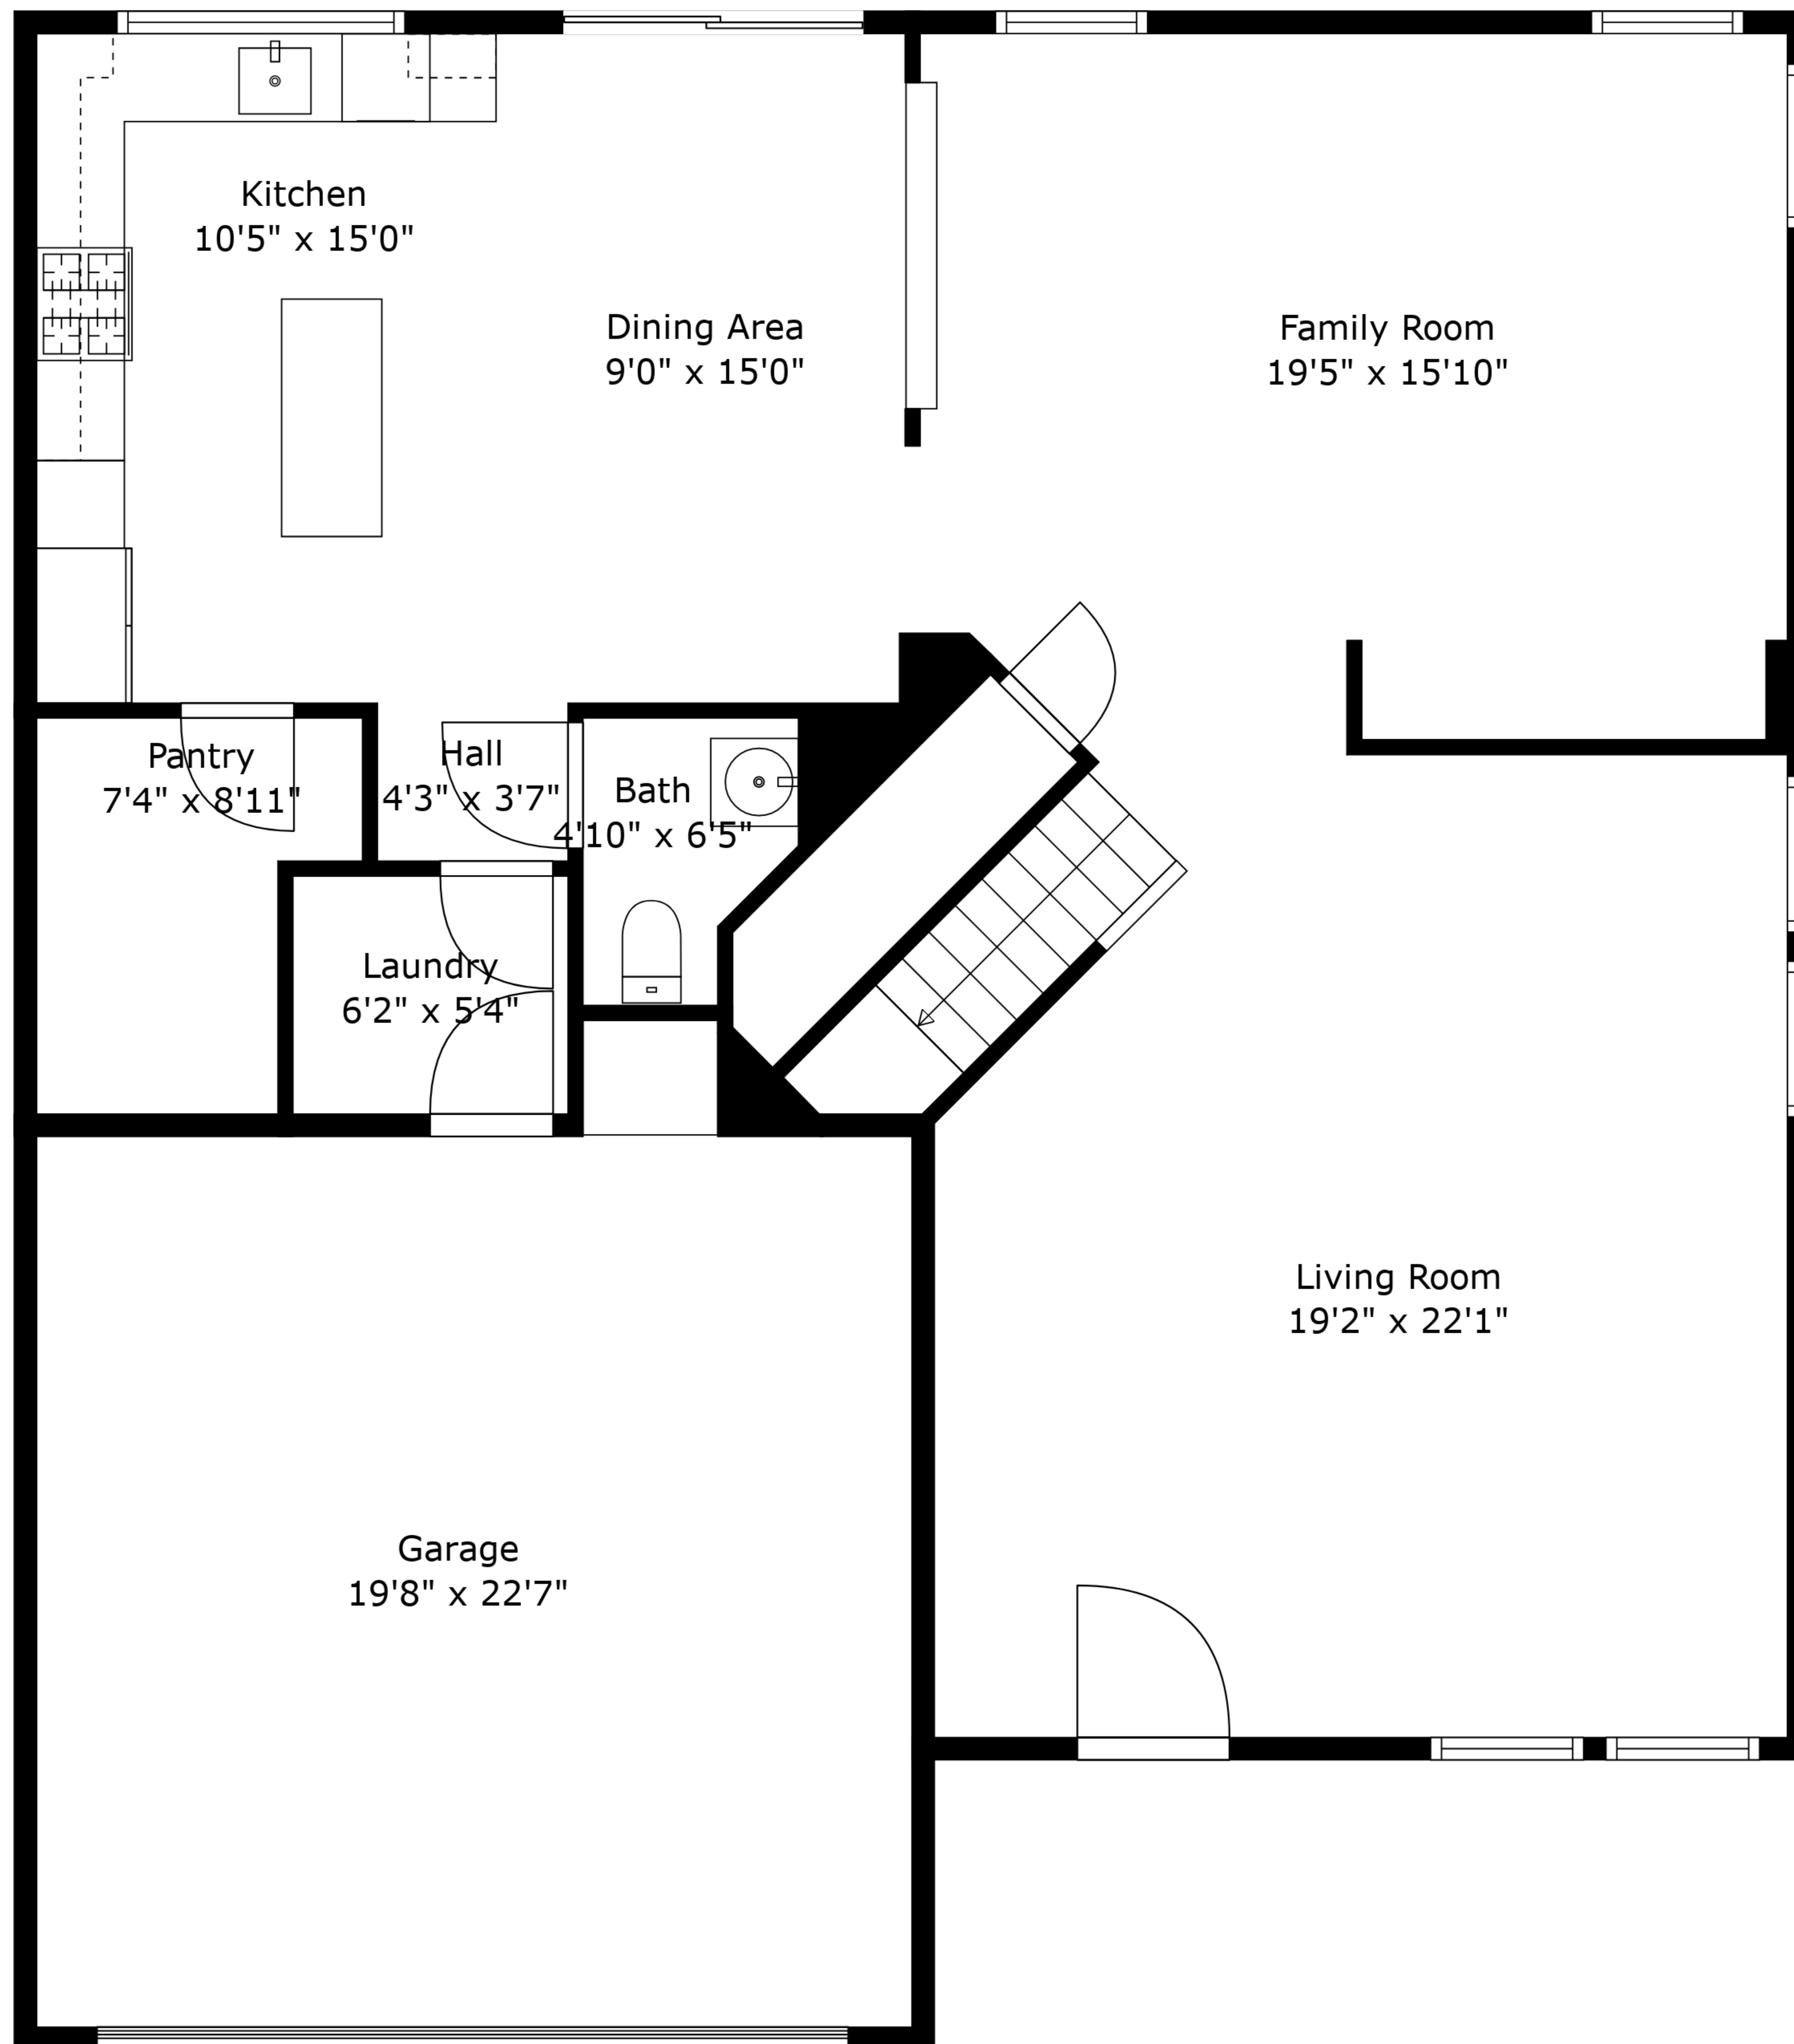 Kitchen
10'5" x 15'0"
Dining Area
9'0" x 15'0"
Family Room
19'5" x 15'10"
Pantry
7'4" x 8'11"
Hall
4'3" x 3'7"
Bath
4'10" x 6'5"
Laundry
6'2" x 5'4"
Living Room
19'2" x 22'1"
Garage
19'8" x 22'7"